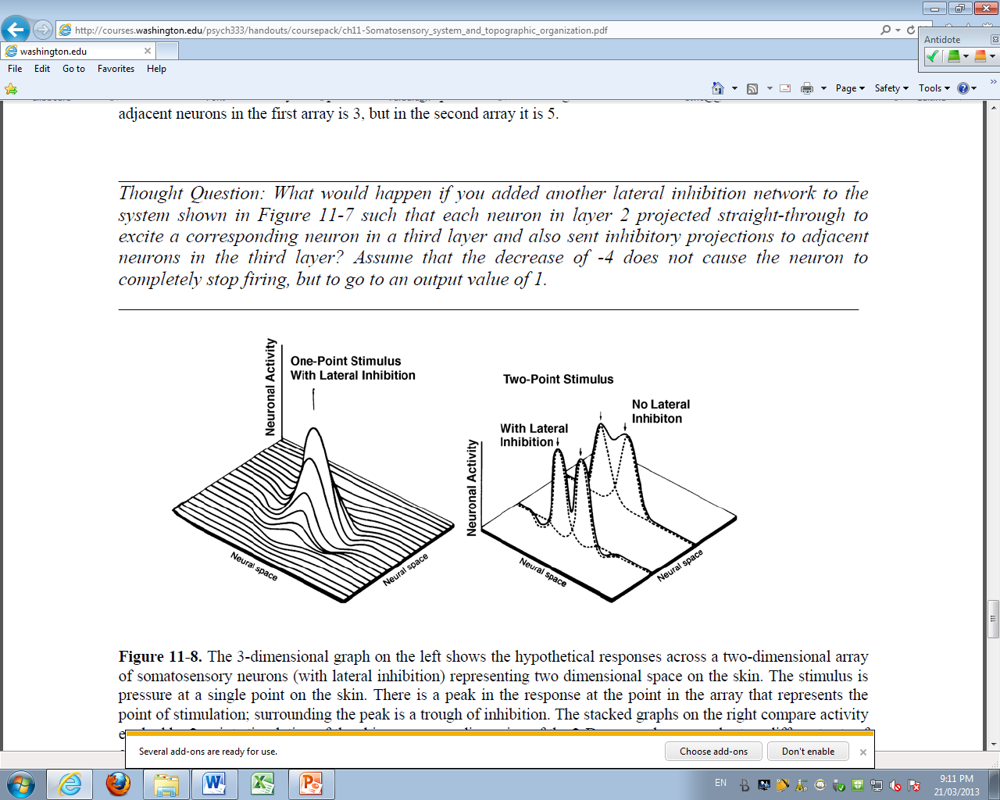 http://courses.washington.edu/psych333/handouts/coursepack/ch11-Somatosensory_system_and_topographic_organization.pdf
Antidote
washington.edu
File Edit Go to Favorites Help
Page Safety Tools
adjacent neurons in the first array is 3, but in the second array it is 5.
Thought Question: What would happen if you added another lateral inhibition network to the
system shown in Figure 11-7 such that each neuron in layer 2 projected straight-through to
excite a corresponding neuron in a third layer and also sent inhibitory projections to adjacent
neurons in the third layer? Assume that the decrease of -4 does not cause the neuron to
completely stop firing, but to go to an output value of 1.
Neuronal Activity
One-Point Stimulus
With Lateral Inhibition
Neural space
Neural space
Two-Point Stimulus
No Lateral
Inhibiton
With Lateral
Inhibition
Neuronal Activity
Neural space
Neural space
Figure 11-8. The 3-dimensional graph on the left shows the hypothetical responses across a two-dimensional array
of somatosensory neurons (with lateral inhibition) representing two dimensional space on the skin. The stimulus is
pressure at a single point on the skin. There is a peak in the response at the point in the array that represents the
point of stimulation; surrounding the peak is a trough of inhibition. The stacked graphs on the right compare activity
Several add-ons are ready for use.
Choose add-ons
Don't enable
EN
9:11 PM
21/03/2013